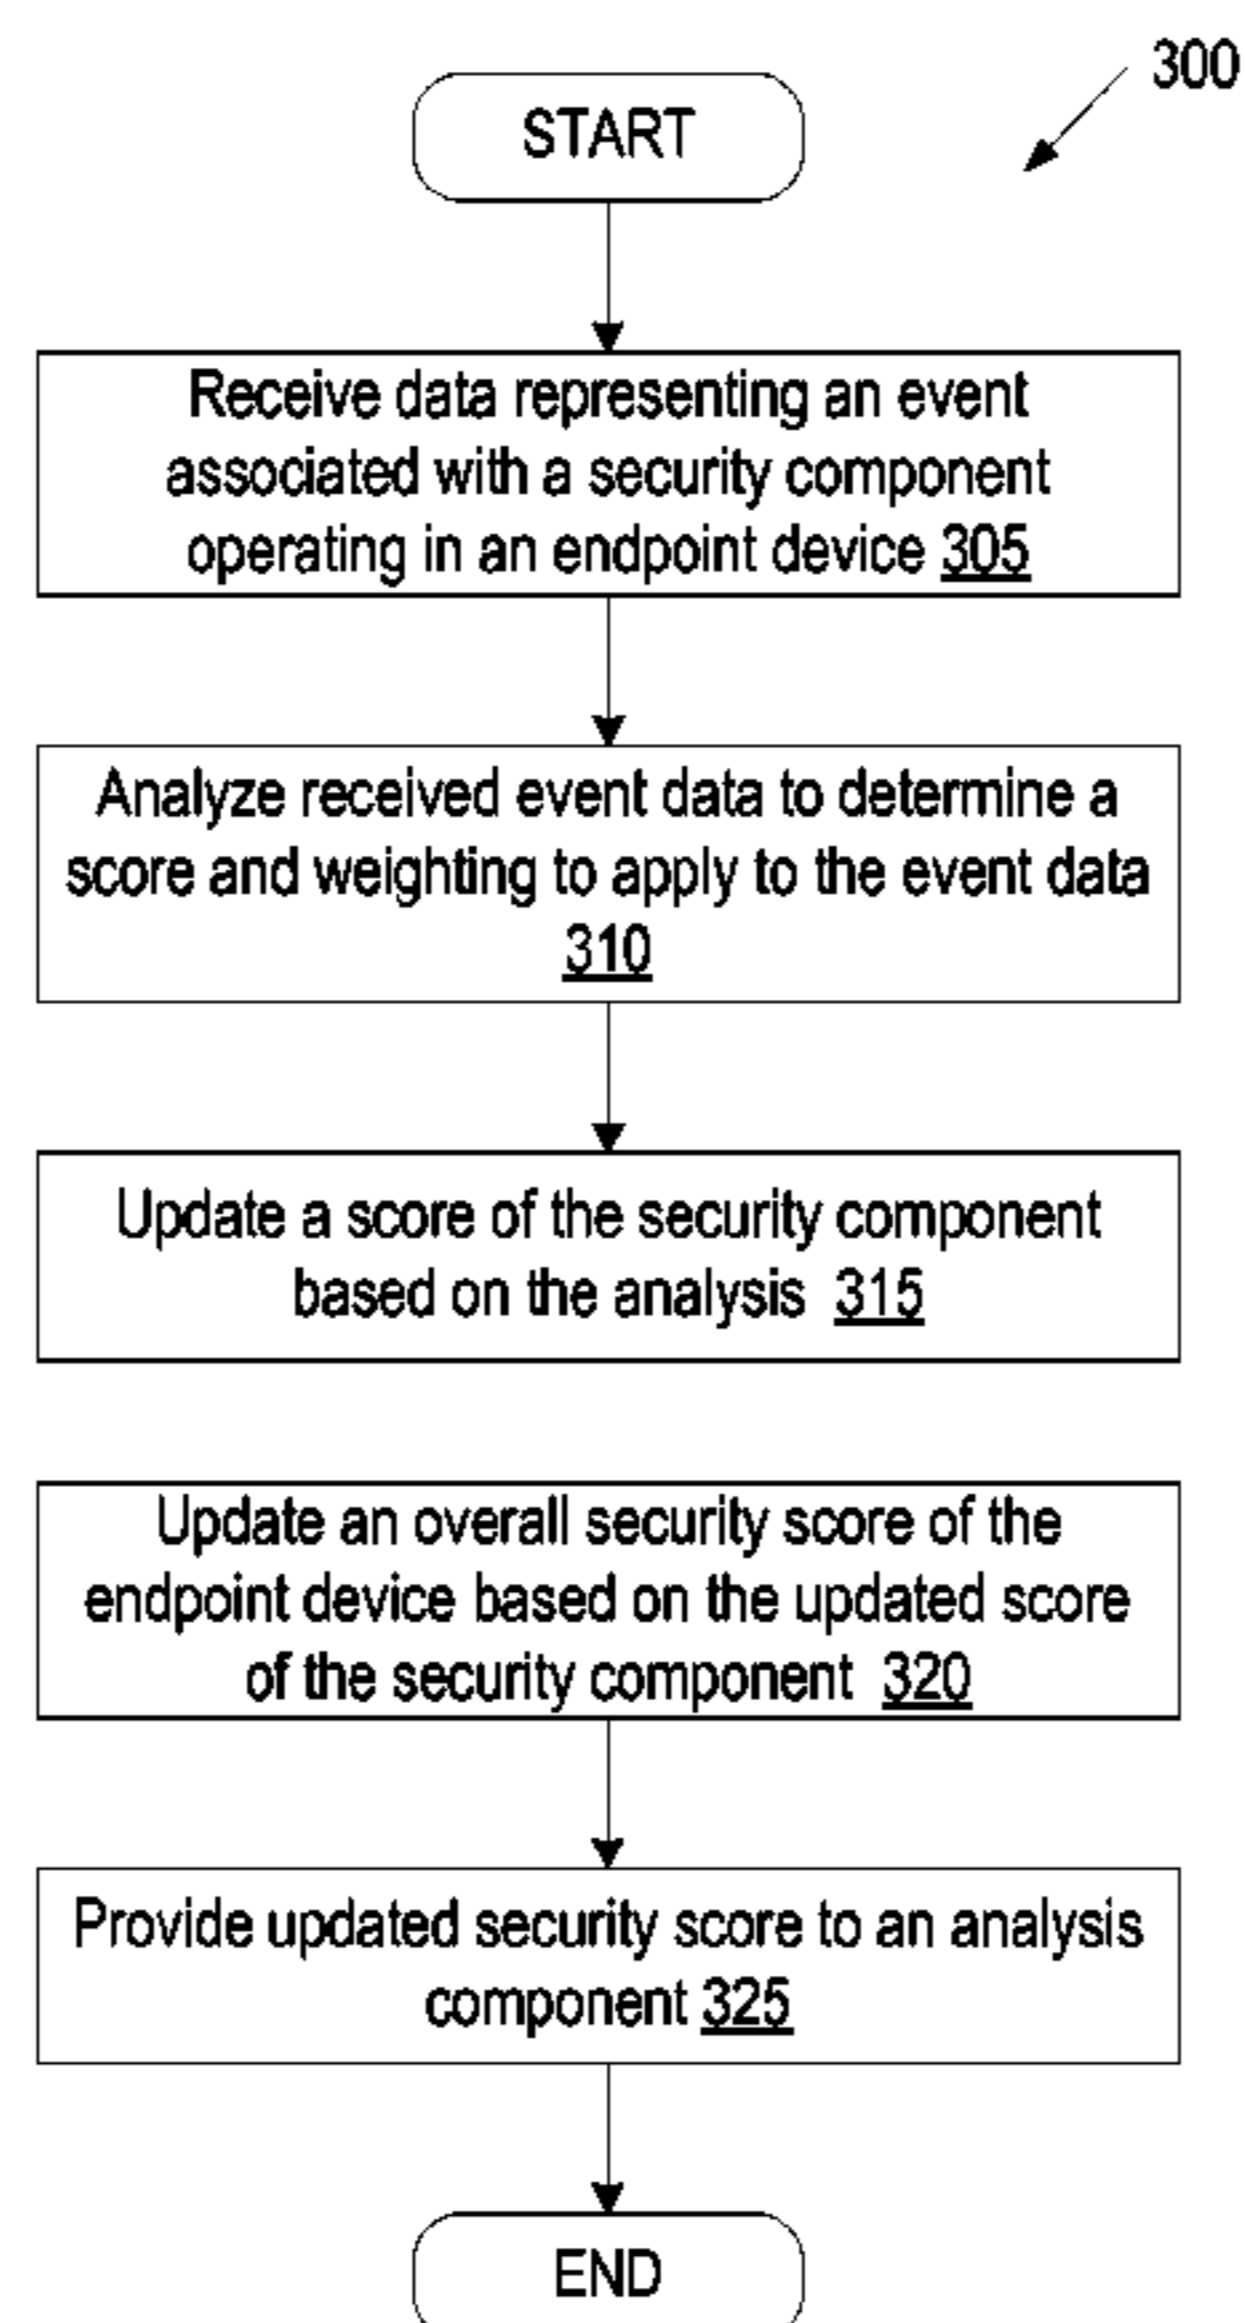 300
START
Receive data representing an event
associated with a security component
operating in an endpoint device 305
Analyze received event data to determine a
score and weighting to apply to the event data
310
Update a score of the security component
based on the analysis 315
Update an overall security score of the
endpoint device based on the updated score
of the security component 320
Provide updated security score to an analysis
component 325
END